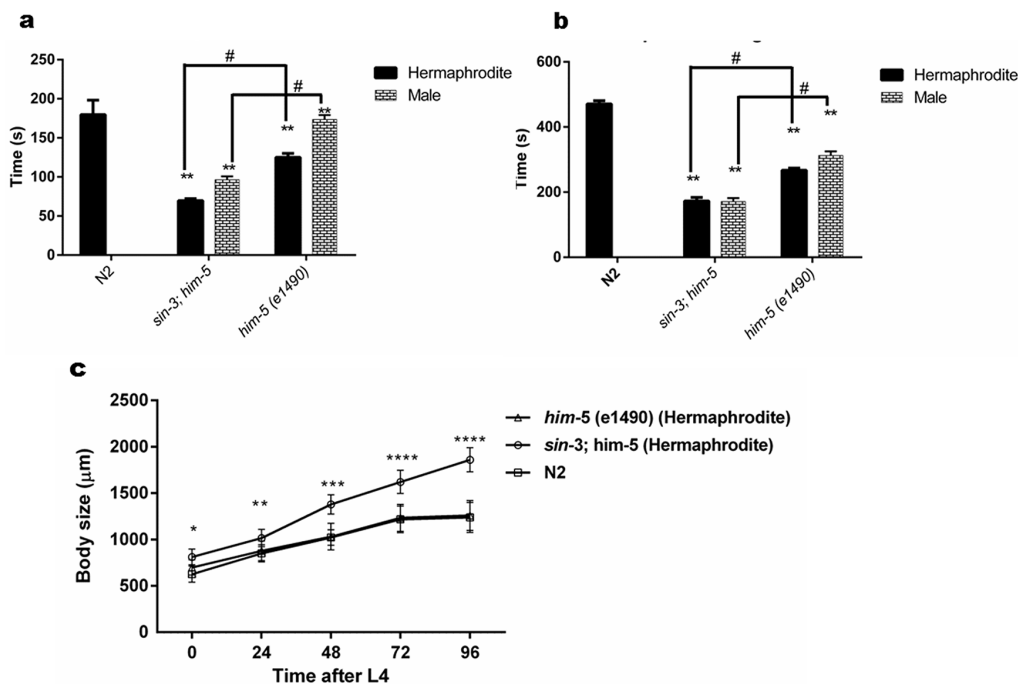 a
250
200
150
100
50
0
Time (s)
#
#
**
**
**
**
Hermaphrodite
Male
N2
sin-3; him-5
him-5 (e1490)
b
600
400
200
0
Time (s)
#
#
**
**
**
**
Hermaphrodite
Male
N2
sin-3; him-5
him-5 (e1490)
c
2500
2000
1500
1000
500
0
Body size (μm)
*
**
***
****
****
0 24 48 72 96
Time after L4
him-5 (e1490) (Hermaphrodite)
sin-3; him-5 (Hermaphrodite)
N2